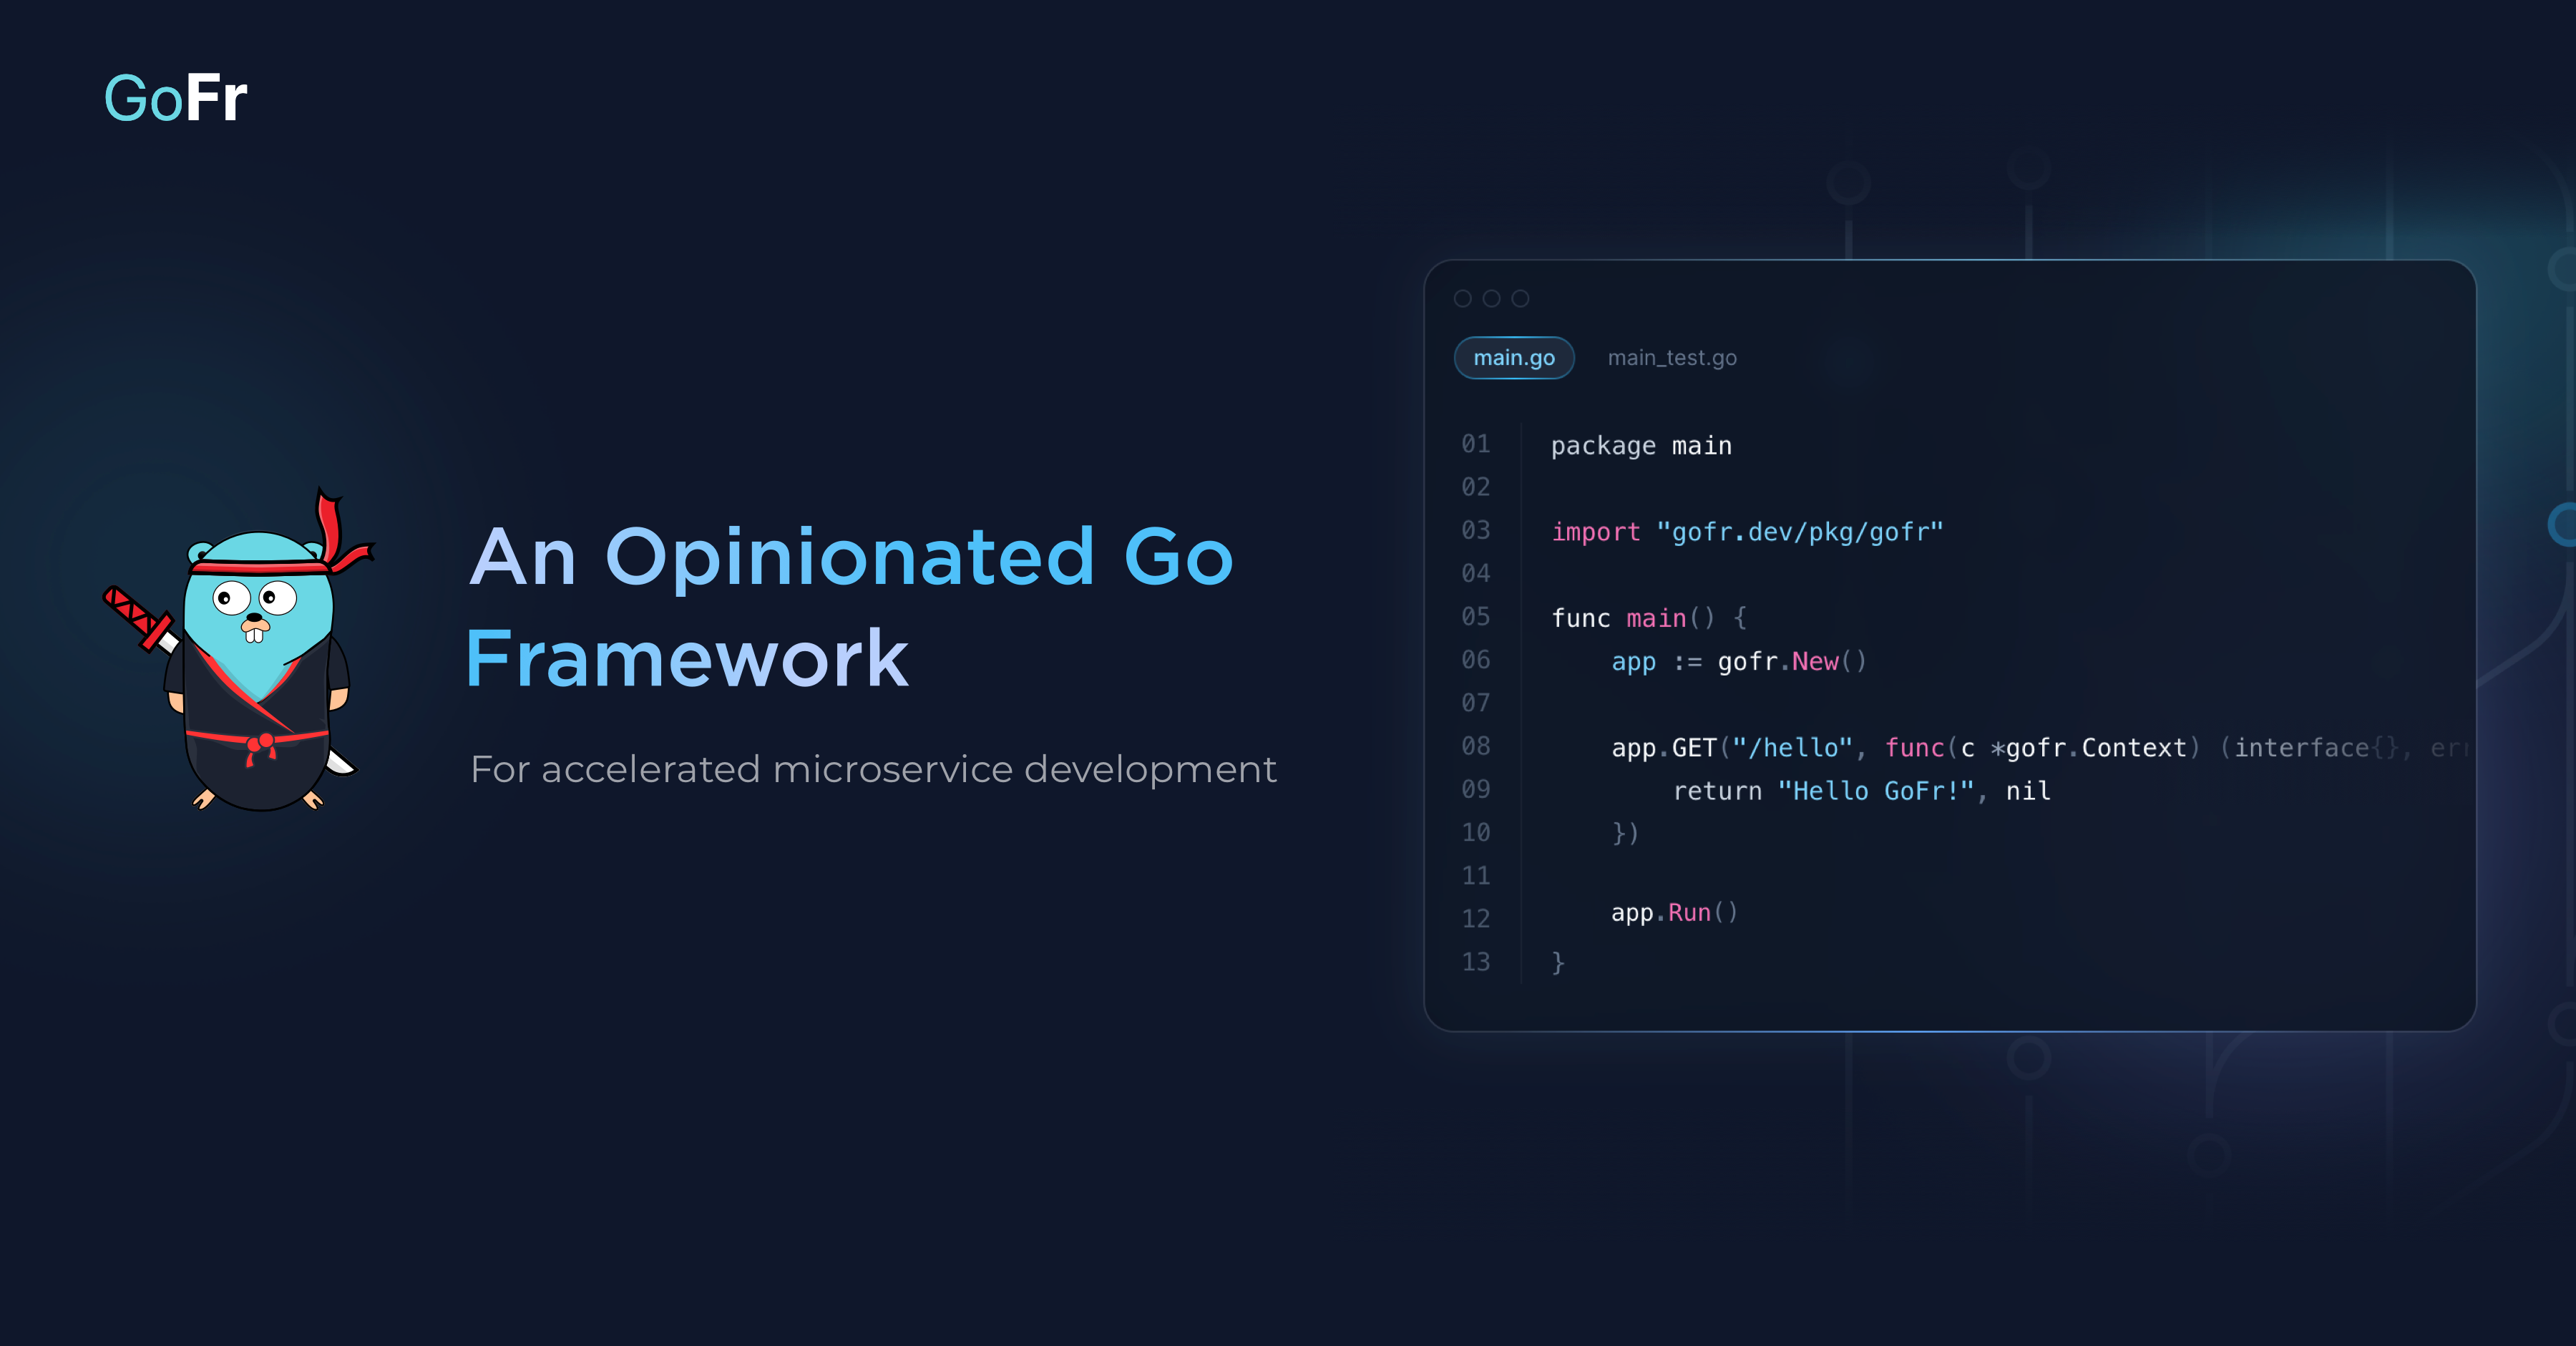 GoFr
An Opinionated Go
Framework
For accelerated microservice development
main.go main_test.go
01 package main
02
03 import "gofr.dev/pkg/gofr"
04
05 func main() {
06 app := gofr.New()
07
08 app.GET("/hello", func(c *gofr.Context) (interface{}, err
09 return "Hello GoFr!", nil
10 })
11
12 app.Run()
13 }